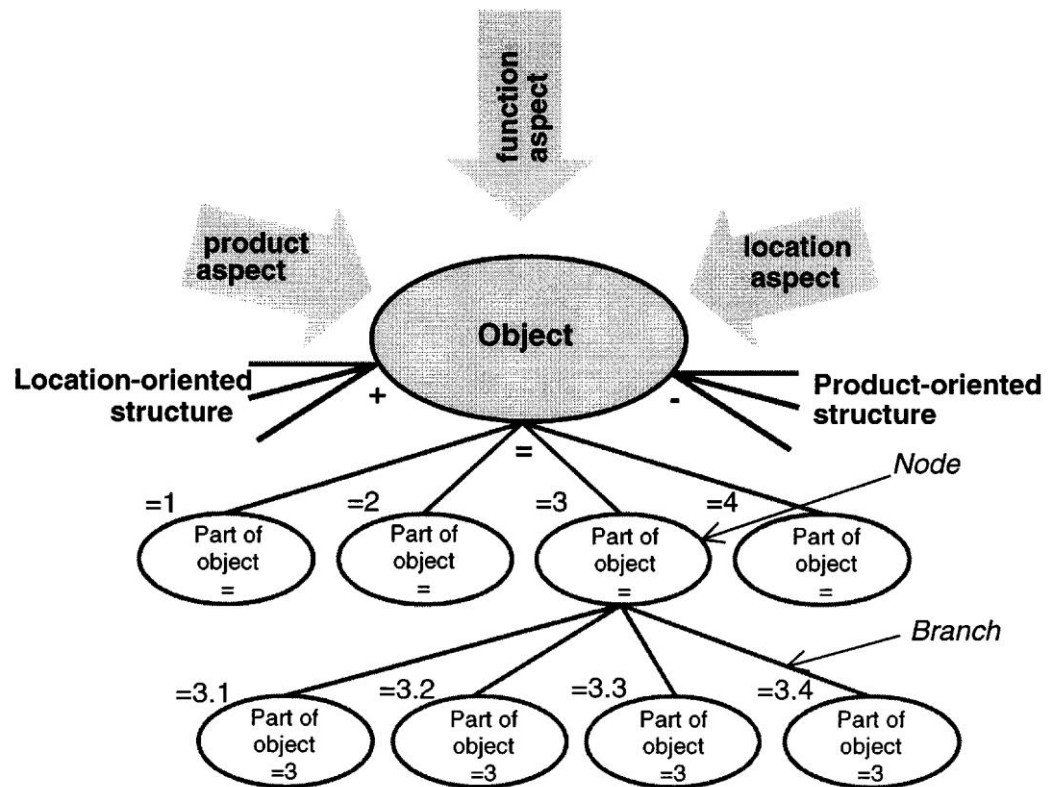 function
aspect
product
aspect
location
aspect
Object
Location-oriented
structure
+
-
Product-oriented
structure
=
Node
=1
=2
=3
=4
Part of
object
=
Part of
object
=
Part of
object
=
Part of
object
=
Branch
=3.1
=3.2
=3.3
=3.4
Part of
object
=3
Part of
object
=3
Part of
object
=3
Part of
object
=3